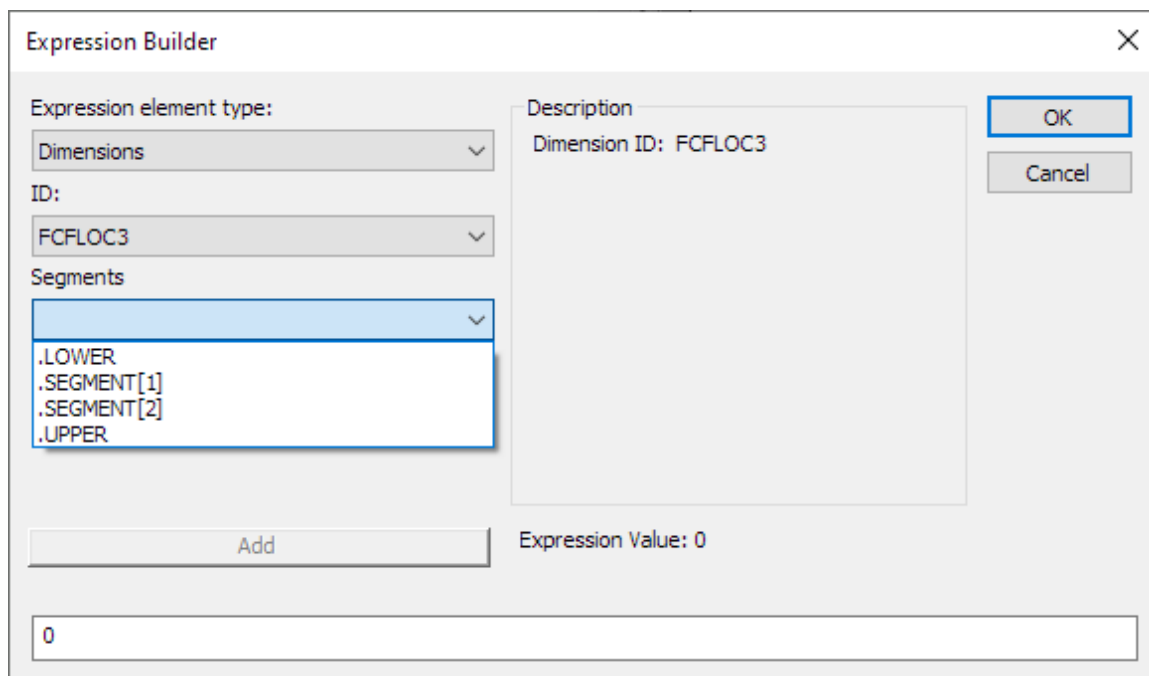 Expression Builder
Expression element type:
Dimensions
ID:
FCFLOC3
Segments
.LOWER
.SEGMENT[1]
.SEGMENT[2]
.UPPER
Add
Description
Dimension ID: FCFLOC3
Expression Value: 0
OK
Cancel
0